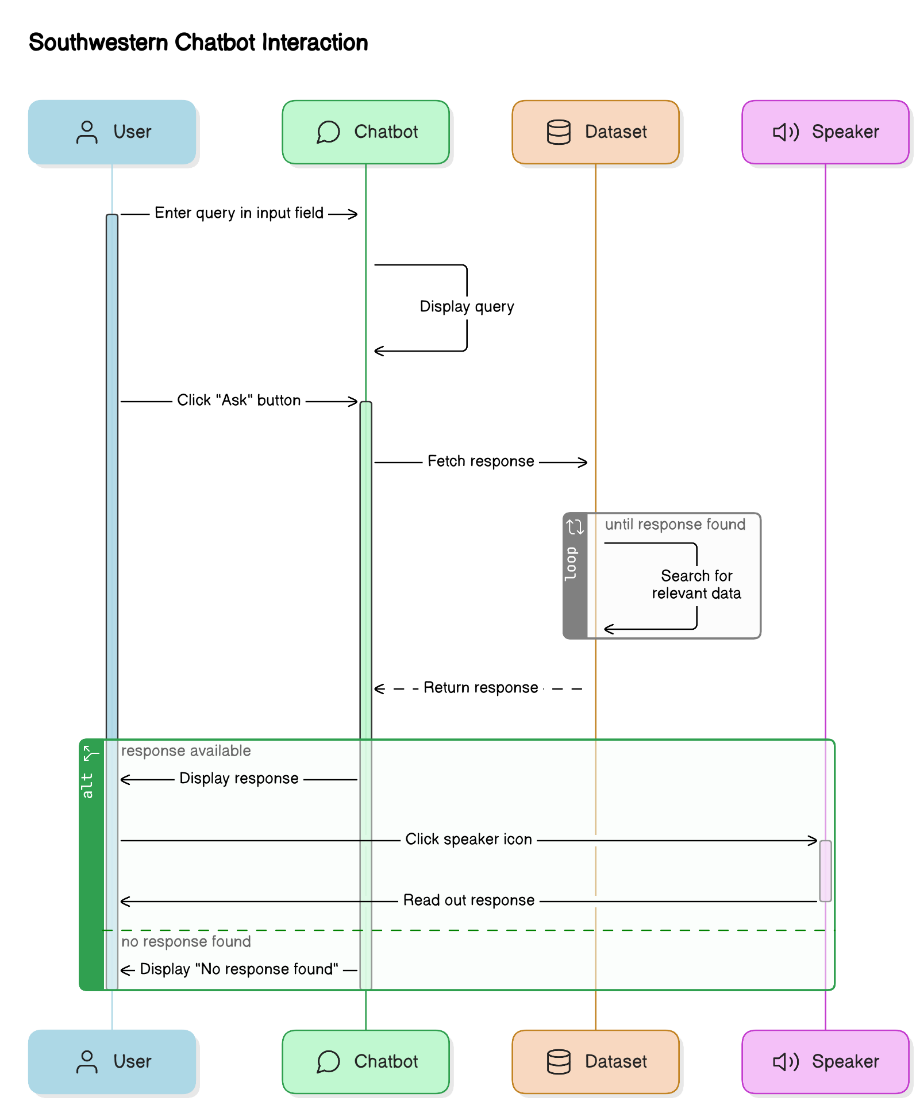 Southwestern Chatbot Interaction
User
Chatbot
Dataset
Speaker
Enter query in input field
Display query
Click "Ask" button
Fetch response
loop
until response found
Search for
relevant data
Return response
alt
response available
Display response
Click speaker icon
Read out response
no response found
Display "No response found"
User
Chatbot
Dataset
Speaker